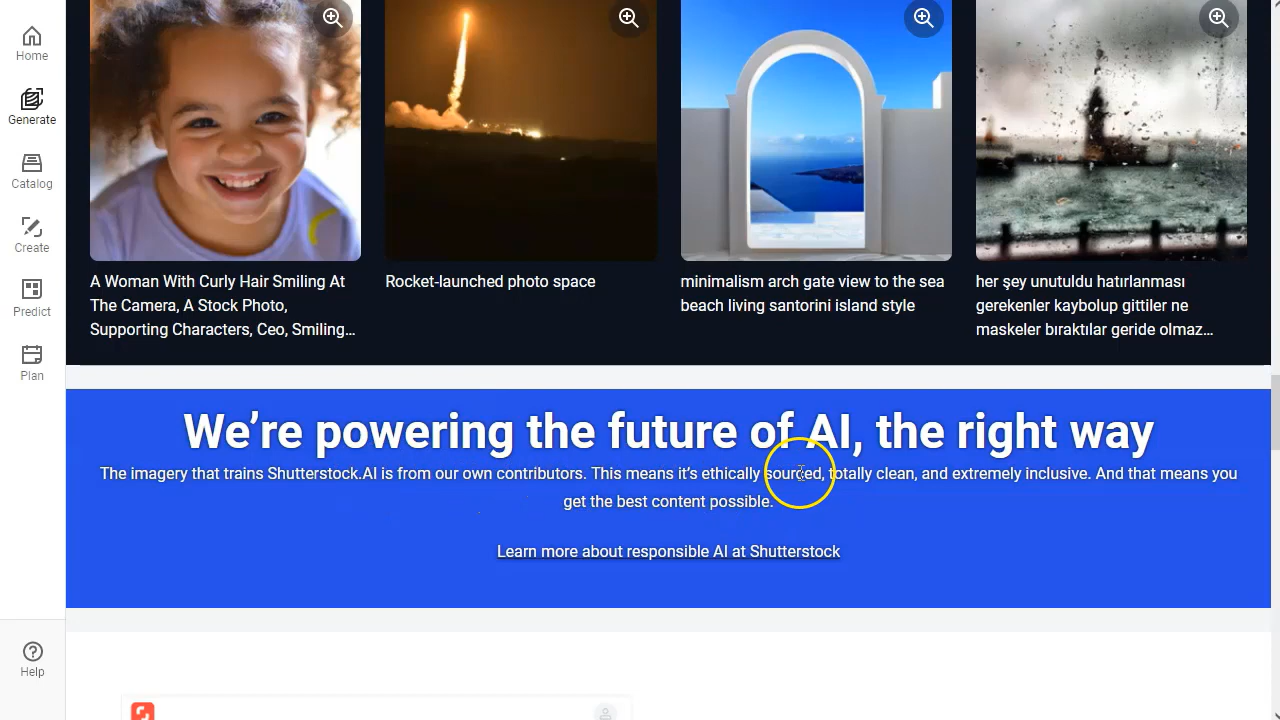 Home
Generate
Catalog
Create
Predict
Plan
Help
A Woman With Curly Hair Smiling At
The Camera, A Stock Photo,
Supporting Characters, Ceo, Smiling...
Rocket-launched photo space
minimalism arch gate view to the sea
beach living santorini island style
her şey unutuldu hatırlanması
gerekenler kaybolup gittiler ne
maskeler bıraktılar geride olmaz...
We’re powering the future of AI, the right way
The imagery that trains Shutterstock.AI is from our own contributors. This means it’s ethically sourced, totally clean, and extremely inclusive. And that means you
get the best content possible.
Learn more about responsible AI at Shutterstock